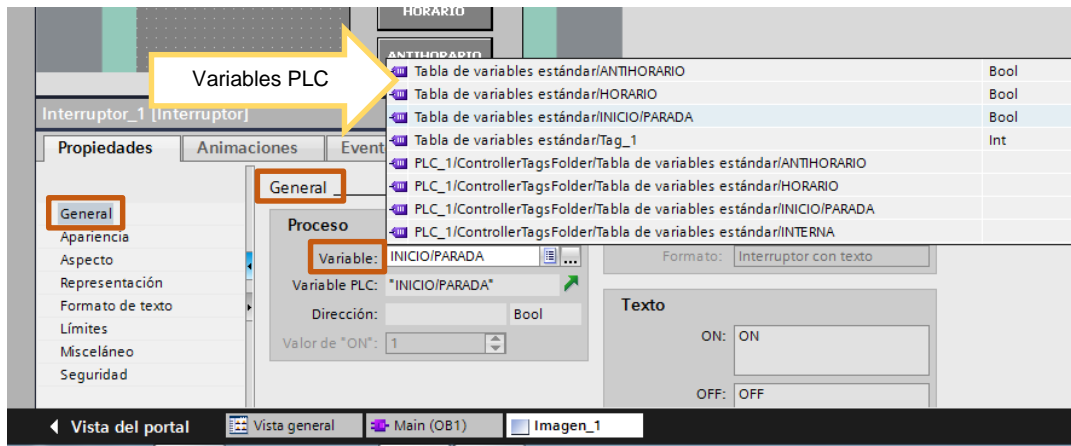 HORARIO
ANTIHORARIO
Variables PLC
Tabla de variables estándar/ANTIHORARIO Bool
Tabla de variables estándar/HORARIO Bool
Tabla de variables estándar/INICIO/PARADA Bool
Tabla de variables estándar/Tag_1 Int
PLC_1/ControllerTagsFolder/Tabla de variables estándar/ANTIHORARIO
PLC_1/ControllerTagsFolder/Tabla de variables estándar/HORARIO
PLC_1/ControllerTagsFolder/Tabla de variables estándar/INICIO/PARADA
PLC_1/ControllerTagsFolder/Tabla de variables estándar/INTERNA
Interruptor_1 [Interruptor]
Propiedades Animaciones Event
General
Apariencia
Aspecto
Representación
Formato de texto
Límites
Misceláneo
Seguridad
General
Proceso
Variable: INICIO/PARADA ...
Variable PLC: "INICIO/PARADA"
Dirección: Bool
Valor de "ON": 1
Formato: Interruptor con texto
Texto
ON: ON
OFF: OFF
Vista del portal Vista general Main (OB1) Imagen_1